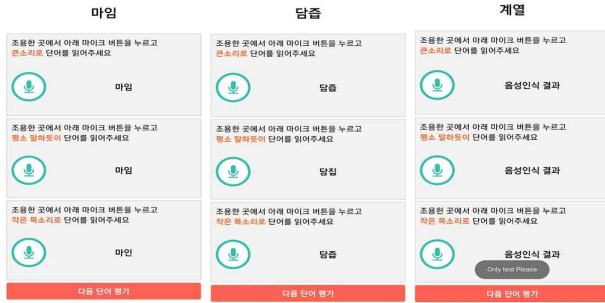 마임
조용한 곳에서 아래 마이크 버튼을 누르고
큰소리로 단어를 읽어주세요
마임
조용한 곳에서 아래 마이크 버튼을 누르고
평소 말하듯이 단어를 읽어주세요
마임
조용한 곳에서 아래 마이크 버튼을 누르고
작은 목소리로 단어를 읽어주세요
마인
다음 단어 평가
담즙
조용한 곳에서 아래 마이크 버튼을 누르고
큰소리로 단어를 읽어주세요
담즙
조용한 곳에서 아래 마이크 버튼을 누르고
평소 말하듯이 단어를 읽어주세요
담집
조용한 곳에서 아래 마이크 버튼을 누르고
작은 목소리로 단어를 읽어주세요
담즙
다음 단어 평가
계열
조용한 곳에서 아래 마이크 버튼을 누르고
큰소리로 단어를 읽어주세요
음성인식 결과
조용한 곳에서 아래 마이크 버튼을 누르고
평소 말하듯이 단어를 읽어주세요
음성인식 결과
조용한 곳에서 아래 마이크 버튼을 누르고
작은 목소리로 단어를 읽어주세요
음성인식 결과
Only text Please
다음 단어 평가